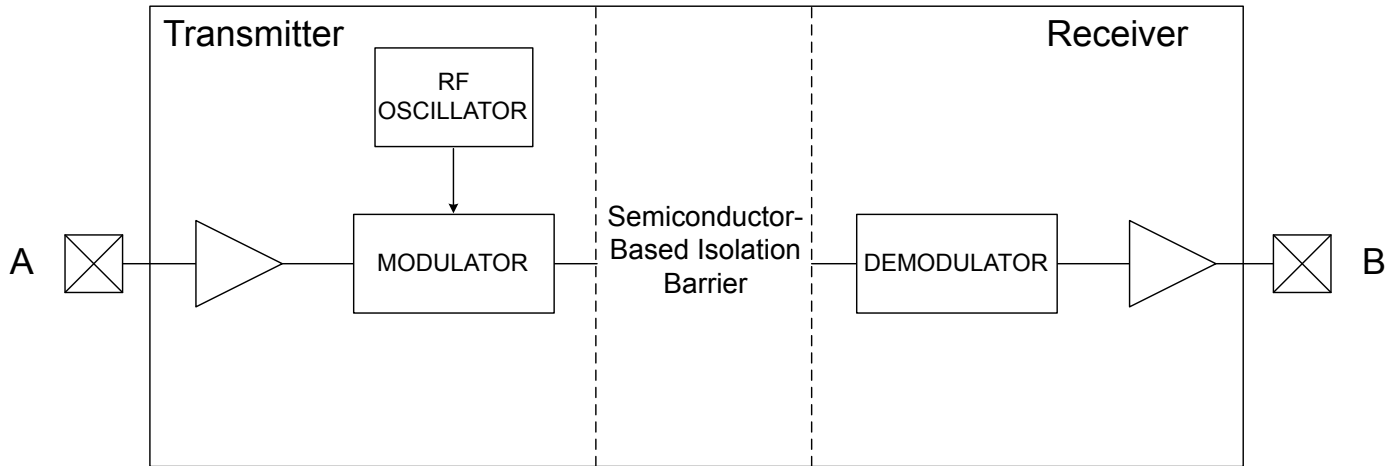 Transmitter
Receiver
RF
OSCILLATOR
A
MODULATOR
Semiconductor-
Based Isolation
Barrier
DEMODULATOR
B